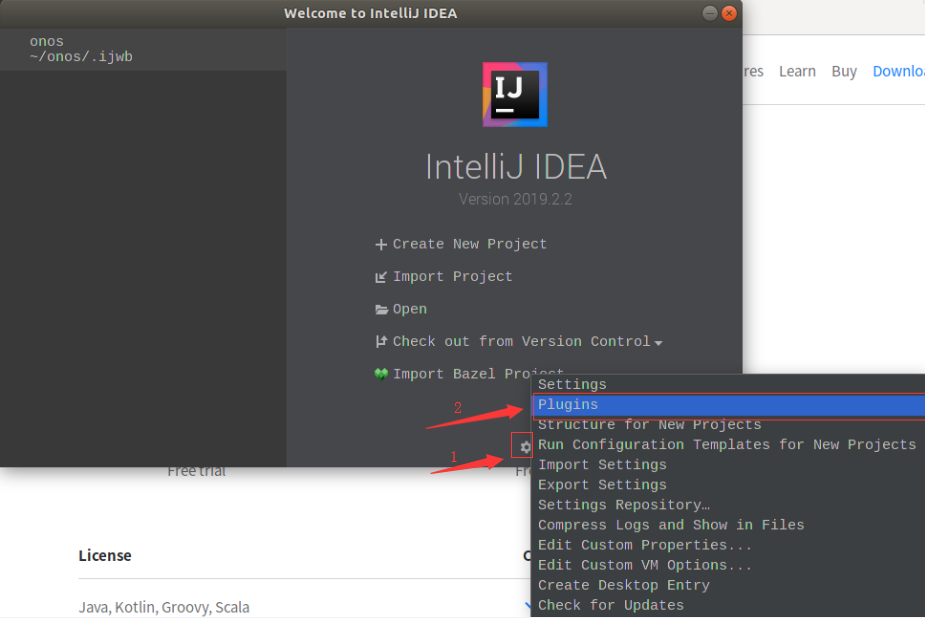 Welcome to IntelliJ IDEA
onos
~/onos/.ijwb
res Learn Buy Downlo
IJ
IntelliJ IDEA
Version 2019.2.2
Create New Project
Import Project
Open
Check out from Version Control
Import Bazel Project
Settings
2
Plugins
Structure for New Projects
1
Run Configuration Templates for New Projects
Free trial
Import Settings
Export Settings
Settings Repository…
Compress Logs and Show in Files
Edit Custom Properties...
License
Edit Custom VM Options...
Create Desktop Entry
Java, Kotlin, Groovy, Scala
Check for Updates